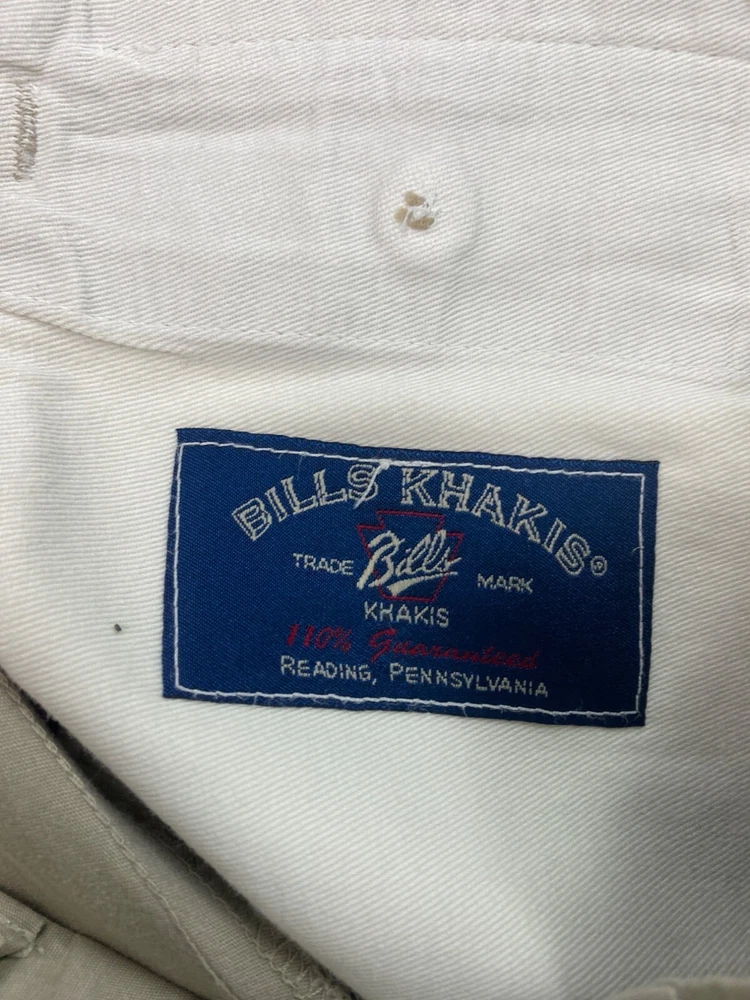 BILLS KHAKIS®
TRADE Bills MARK
KHAKIS
110% Guaranteed
READING, PENNSYLVANIA